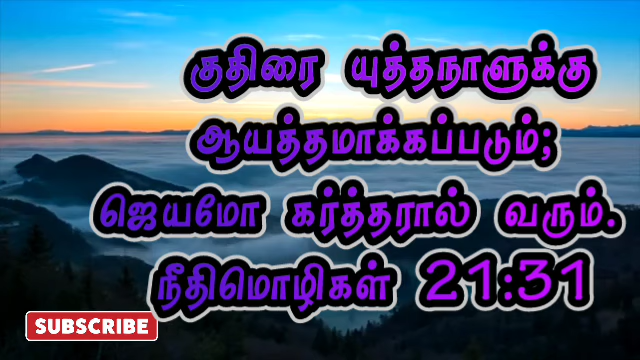 குதிரை யுத்தநாளுக்கு
ஆயத்தமாக்கப்படும்;
ஜெயமோ கர்த்தரால் வரும்.
நீதிமொழிகள் 21:31
SUBSCRIBE